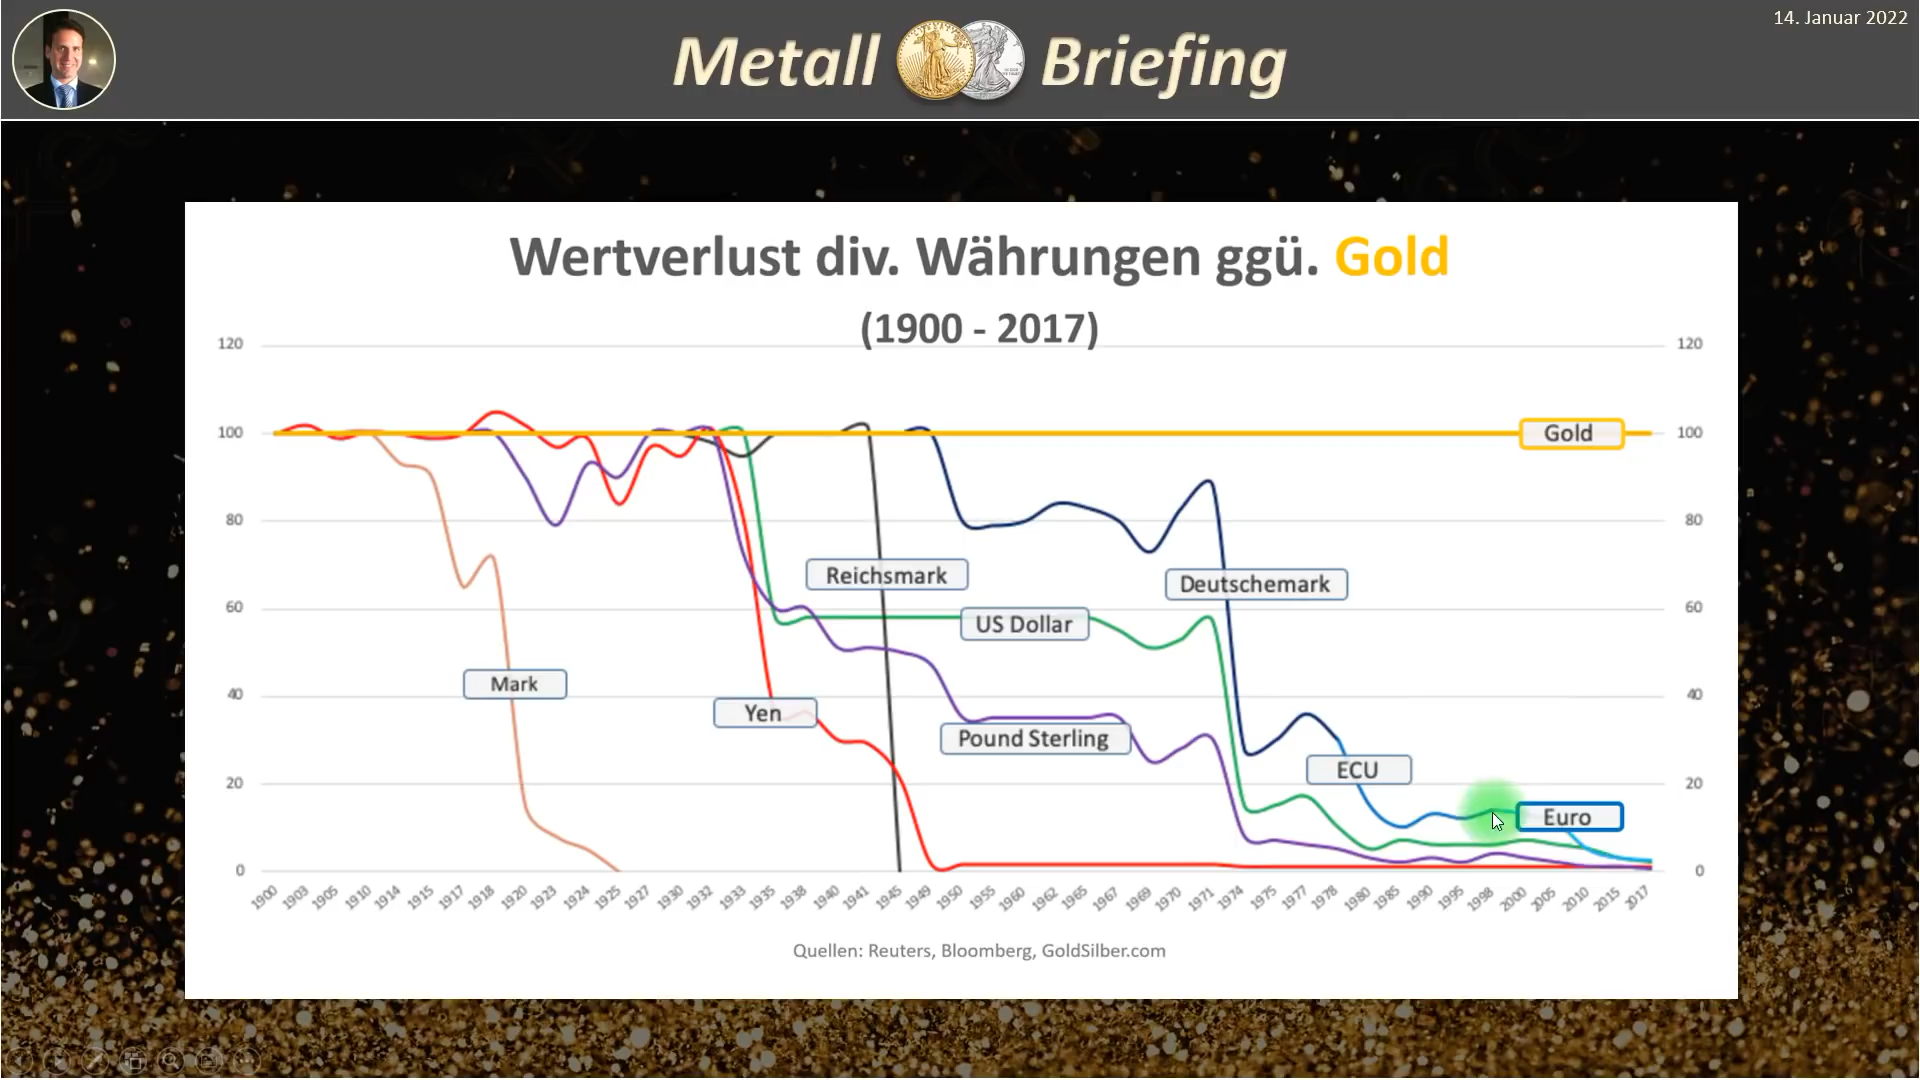 14. Januar 2022
Metall Briefing
Wertverlust div. Währungen ggü. Gold
(1900 - 2017)
120 120
100 Gold 100
80 80
Reichsmark Deutschemark
60 60
US Dollar
Mark
40 40
Yen
Pound Sterling
ECU
20 20
Euro
0 0
1900 1903 1905 1910 1914 1915 1917 1918 1920 1923 1924 1925 1927 1930 1932 1933 1935 1938 1940 1941 1945 1949 1950 1955 1960 1962 1965 1967 1969 1970 1971 1974 1975 1977 1978 1980 1985 1990 1995 1998 2000 2005 2010 2015 2017
Quellen: Reuters, Bloomberg, GoldSilber.com